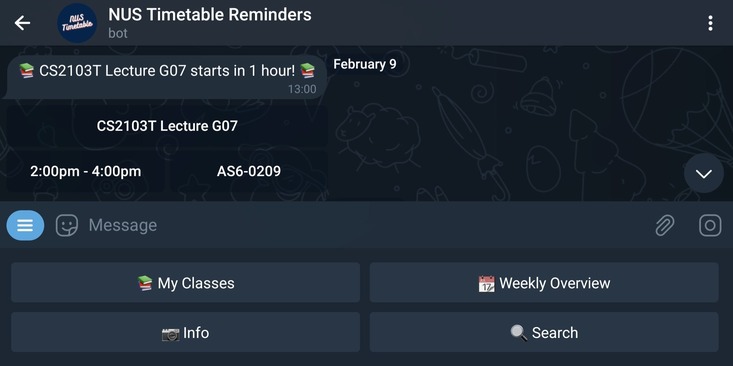 NUS Timetable Reminders
NUS
Timetable
bot
February 9
CS2103T Lecture G07 starts in 1 hour!
13:00
CS2103T Lecture G07
2:00pm - 4:00pm
AS6-0209
Message
My Classes
Weekly Overview
Info
Search